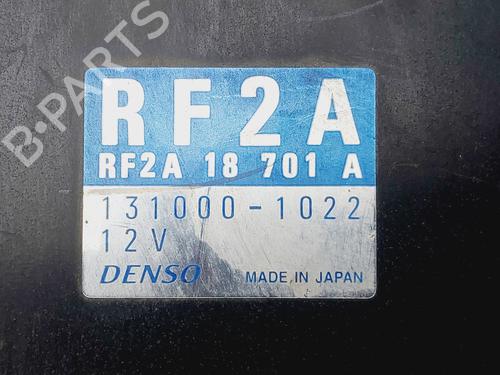 B-PARTS
RF2A
RF2A 18 701 A
131000-1022
12V
DENSO MADE IN JAPAN